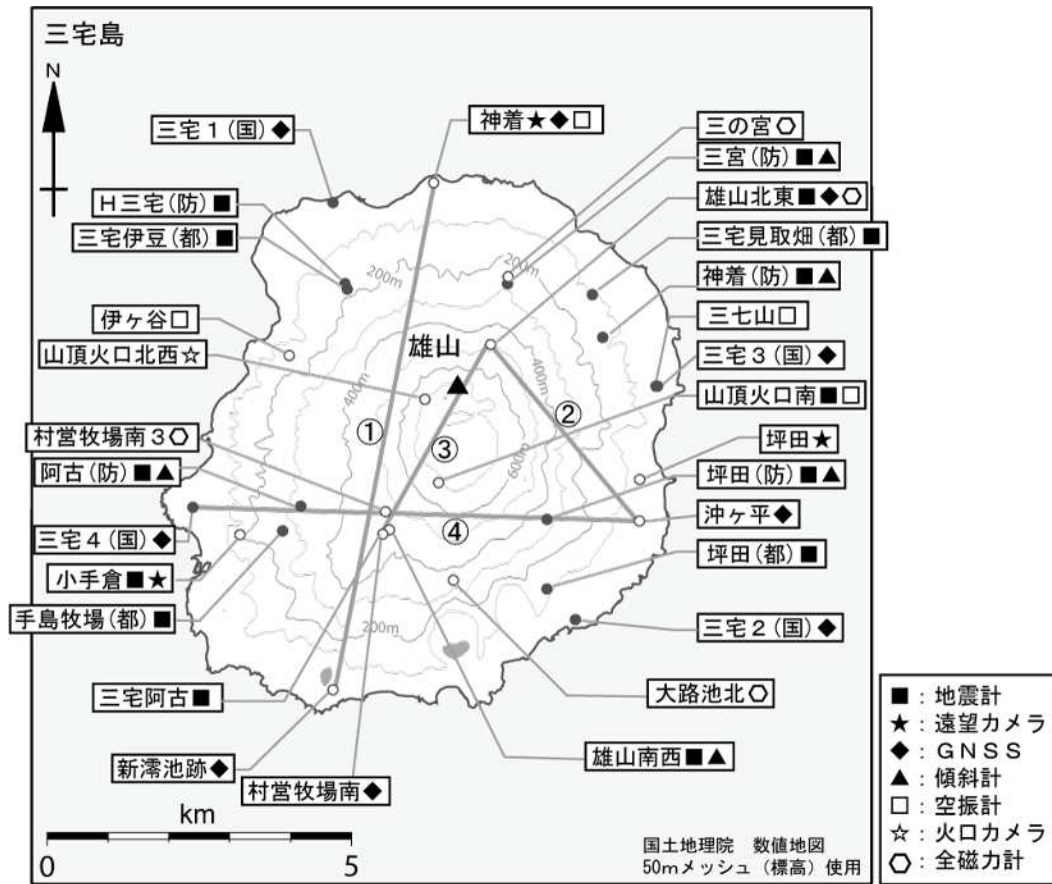 三宅島
N
三宅1(国)◆
神着★◆□
三の宮⬡
三宮(防)■▲
H三宅(防)■
雄山北東■◆⬡
三宅伊豆(都)■
三宅見取畑(都)■
200m
200m
神着(防)■▲
伊ヶ谷□
三七山□
山頂火口北西☆
雄山
400m
400m
三宅3(国)◆
山頂火口南■□
①
②
③
村営牧場南3⬡
坪田★
600m
阿古(防)■▲
坪田(防)■▲
三宅4(国)◆
④
沖ヶ平◆
小手倉■★
坪田(都)■
手島牧場(都)■
200m
三宅2(国)◆
三宅阿古■
大路池北⬡
新澪池跡◆
村営牧場南◆
雄山南西■▲
km
0
5
国土地理院 数値地図
50mメッシュ(標高)使用
■:地震計
★:遠望カメラ
◆:GNSS
▲:傾斜計
□:空振計
☆:火口カメラ
⬡:全磁力計